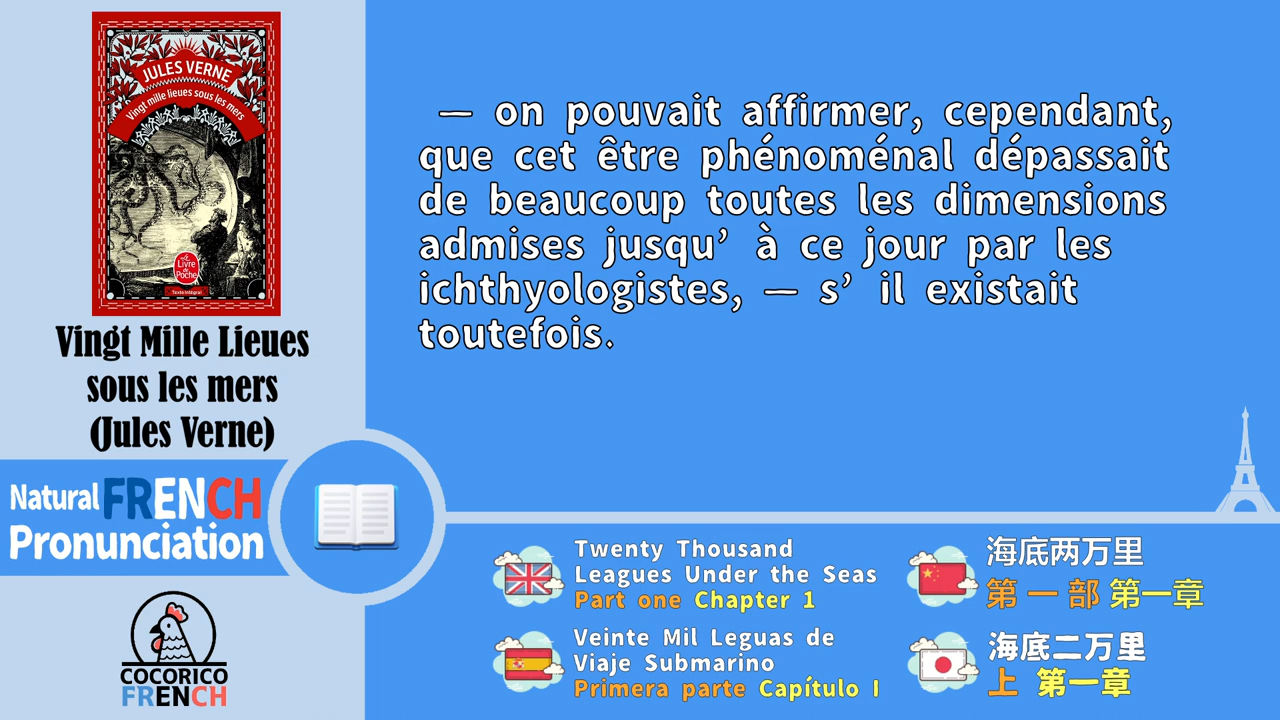 JULES VERNE
Vingt mille lieues sous les mers
Le Livre de Poche
Texte intégral
Vingt Mille Lieues
sous les mers
(Jules Verne)
Natural FRENCH
Pronunciation
COCORICO
FRENCH
— on pouvait affirmer, cependant,
que cet être phénoménal dépassait
de beaucoup toutes les dimensions
admises jusqu’ à ce jour par les
ichthyologistes, — s’ il existait
toutefois.
Twenty Thousand
Leagues Under the Seas
Part one Chapter 1
海底两万里
第 一 部 第一章
Veinte Mil Leguas de
Viaje Submarino
Primera parte Capítulo I
海底二万里
上 第一章